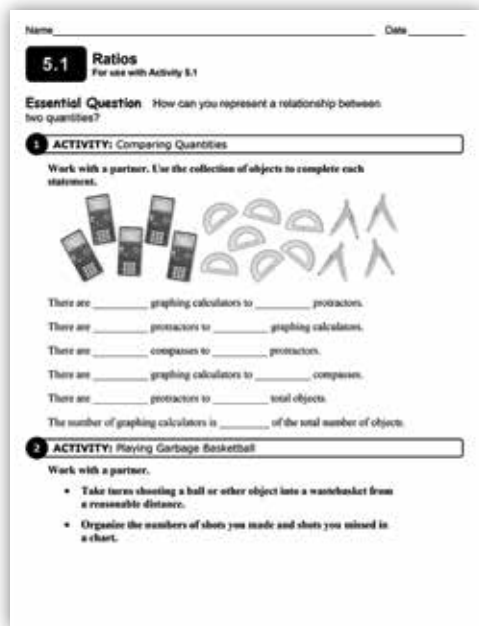 Name Date
5.1 Ratios
For use with Activity 5.1
Essential Question How can you represent a relationship between
two quantities?
1 ACTIVITY: Comparing Quantities
Work with a partner. Use the collection of objects to complete each
statement.
There are __________ graphing calculators to __________ protractors.
There are __________ protractors to __________ graphing calculators.
There are __________ compasses to __________ protractors.
There are __________ graphing calculators to __________ compasses.
There are __________ protractors to __________ total objects.
The number of graphing calculators is __________ of the total number of objects.
2 ACTIVITY: Playing Garbage Basketball
Work with a partner.
• Take turns shooting a ball or other object into a wastebasket from
a reasonable distance.
• Organize the numbers of shots you made and shots you missed in
a chart.